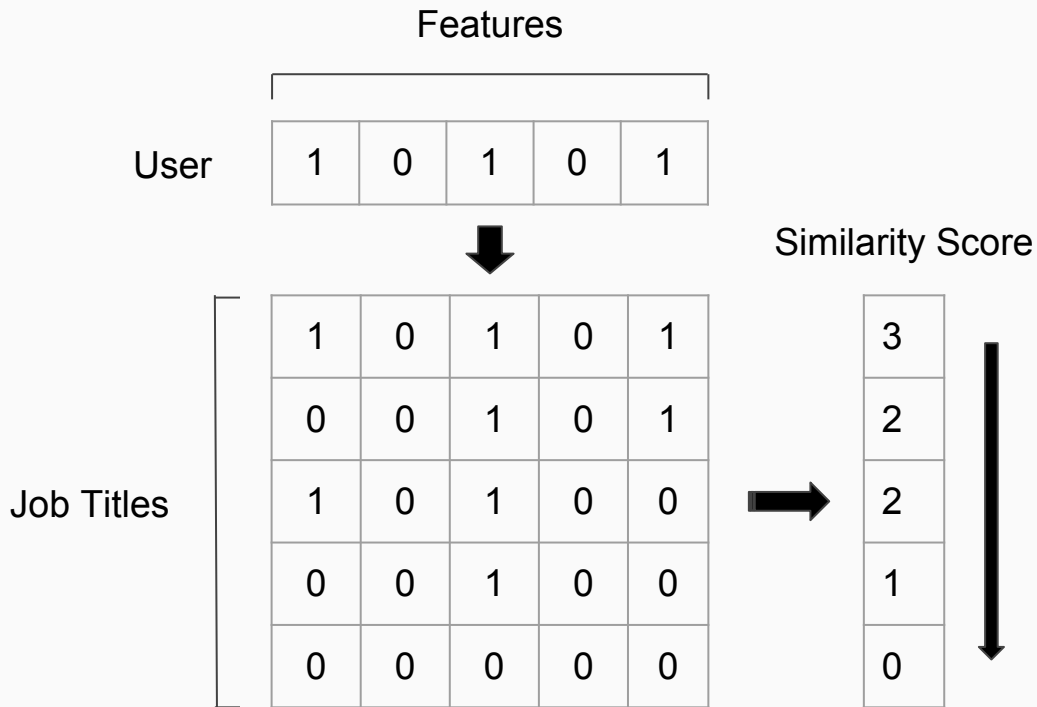 Features
User 1 0 1 0 1
Similarity Score
1 0 1 0 1 3
0 0 1 0 1 2
Job Titles 1 0 1 0 0 2
0 0 1 0 0 1
0 0 0 0 0 0